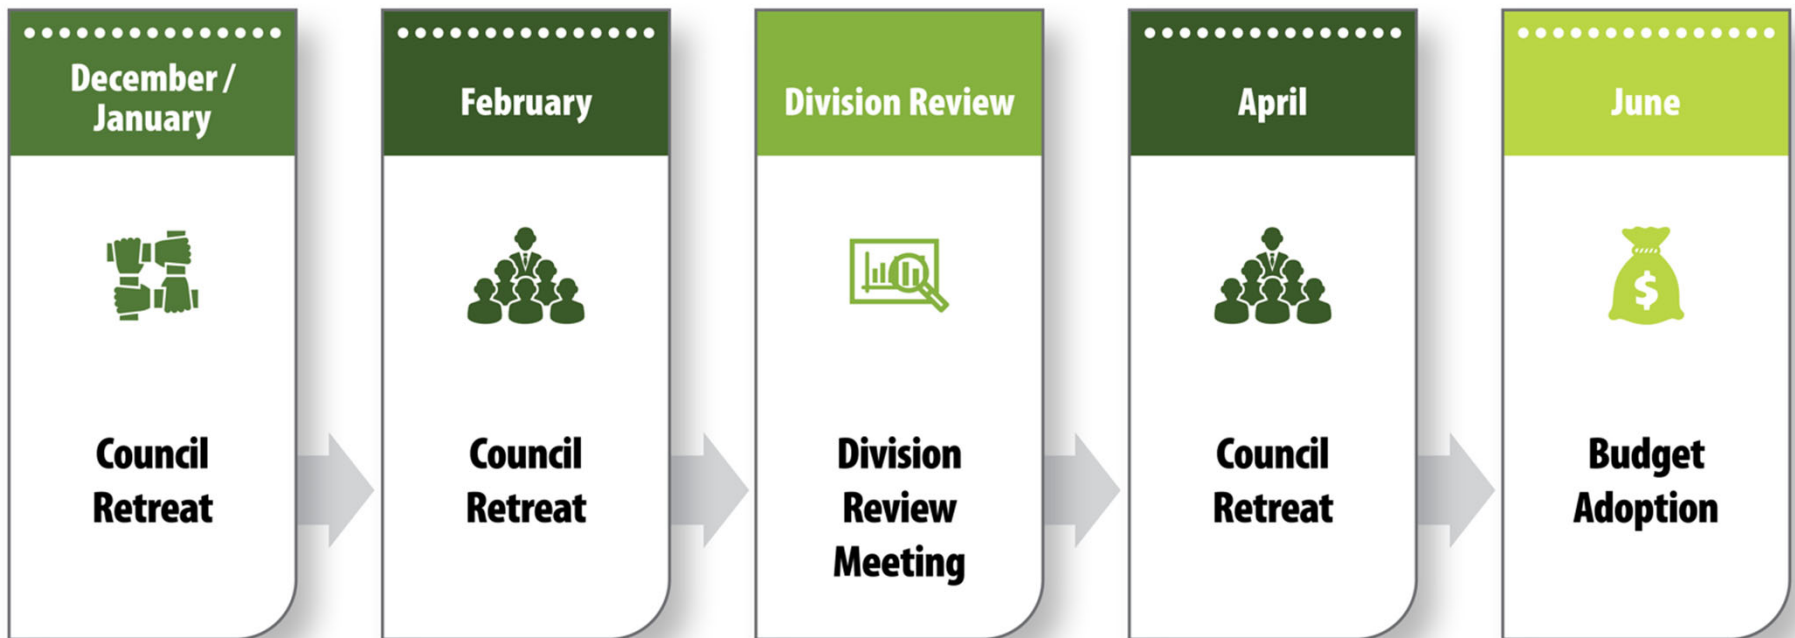 December /
January
Council
Retreat
February
Council
Retreat
Division Review
Division
Review
Meeting
April
Council
Retreat
June
$
Budget
Adoption